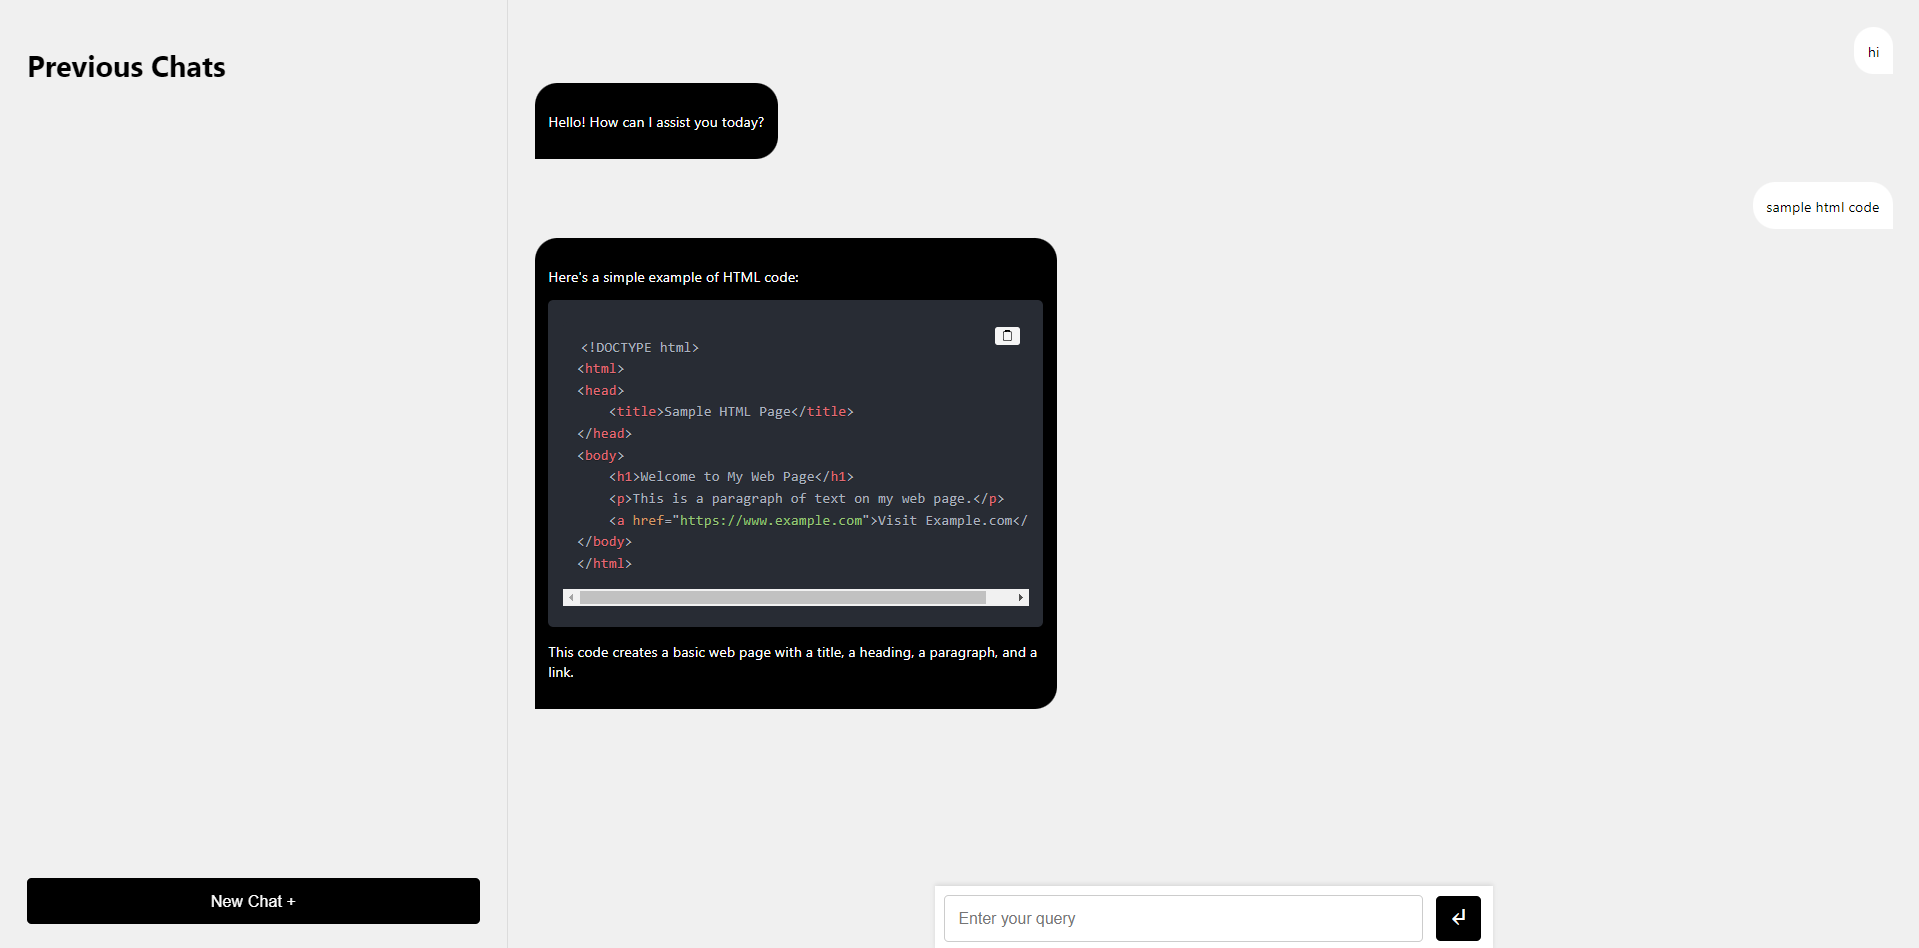 Previous Chats
hi
Hello! How can I assist you today?
sample html code
Here's a simple example of HTML code:
<!DOCTYPE html>
<html>
<head>
    <title>Sample HTML Page</title>
</head>
<body>
    <h1>Welcome to My Web Page</h1>
    <p>This is a paragraph of text on my web page.</p>
    <a href="https://www.example.com">Visit Example.com</
</body>
</html>
This code creates a basic web page with a title, a heading, a paragraph, and a
link.
New Chat +
Enter your query